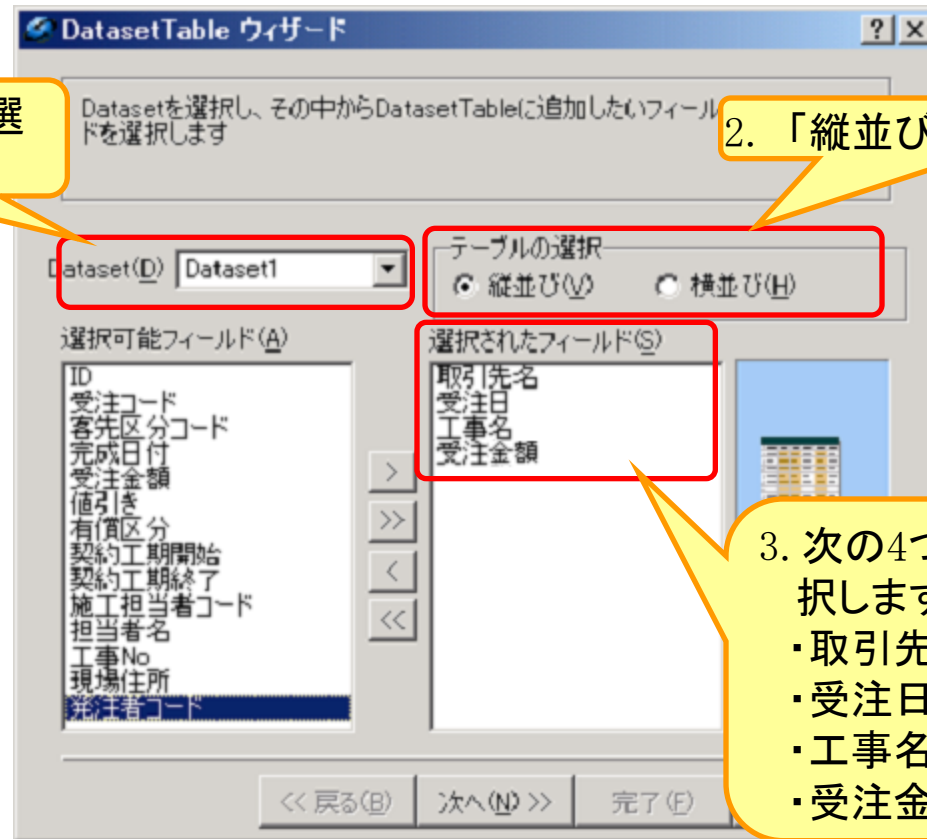 DatasetTable ウィザード
選
Datasetを選択し、その中からDatasetTableに追加したいフィール
ドを選択します
2. 「縦並び
Dataset(D) Dataset1
テーブルの選択
縦並び(V) 横並び(H)
選択可能フィールド(A)
ID
受注コード
客先区分コード
完成日付
受注金額
値引き
有償区分
契約工期開始
契約工期終了
施工担当者コード
担当者名
工事No
現場住所
発注者コード
>
>>
<
<<
選択されたフィールド(S)
取引先名
受注日
工事名
受注金額
3. 次の4つ
択します
・取引先
・受注日
・工事名
・受注金
<< 戻る(B) 次へ(N) >> 完了(F)